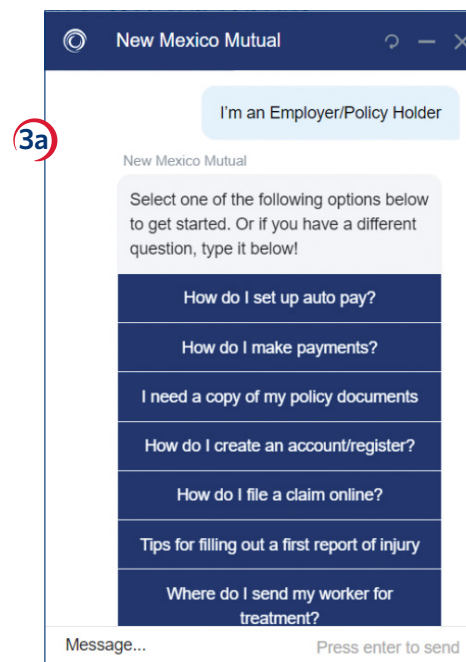 New Mexico Mutual
I'm an Employer/Policy Holder
3a
New Mexico Mutual
Select one of the following options below
to get started. Or if you have a different
question, type it below!
How do I set up auto pay?
How do I make payments?
I need a copy of my policy documents
How do I create an account/register?
How do I file a claim online?
Tips for filling out a first report of injury
Where do I send my worker for
treatment?
Message...
Press enter to send